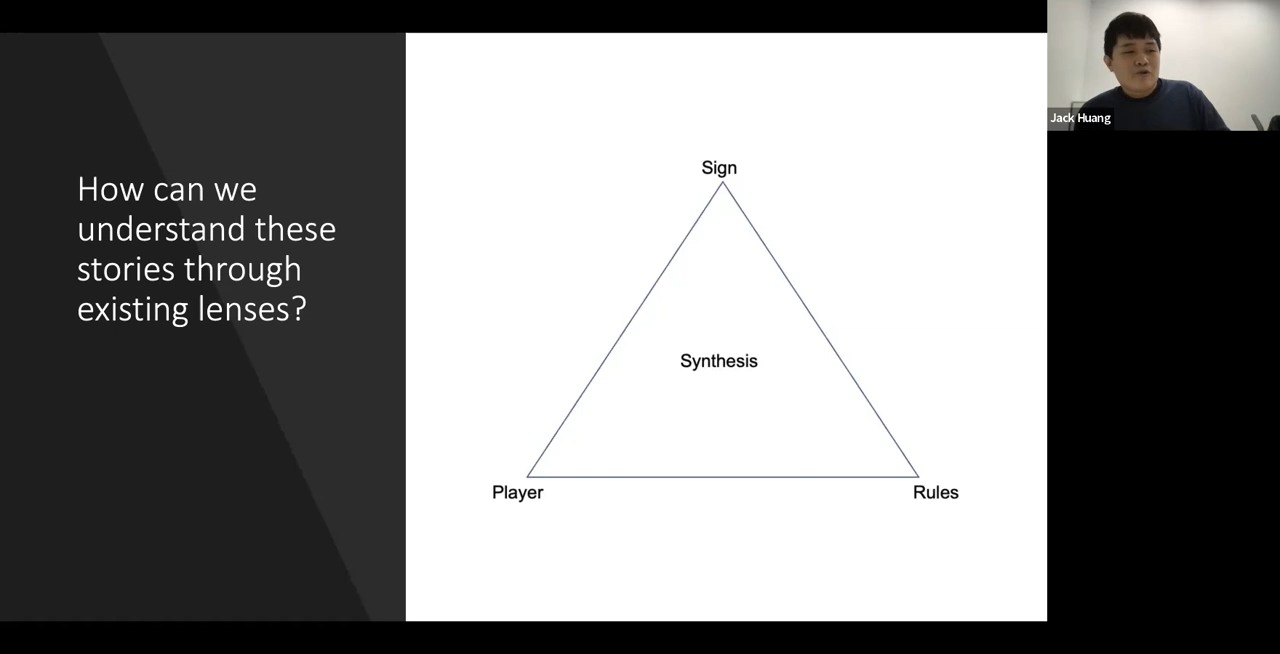 How can we
understand these
stories through
existing lenses?
Sign
Synthesis
Player
Rules
Jack Huang